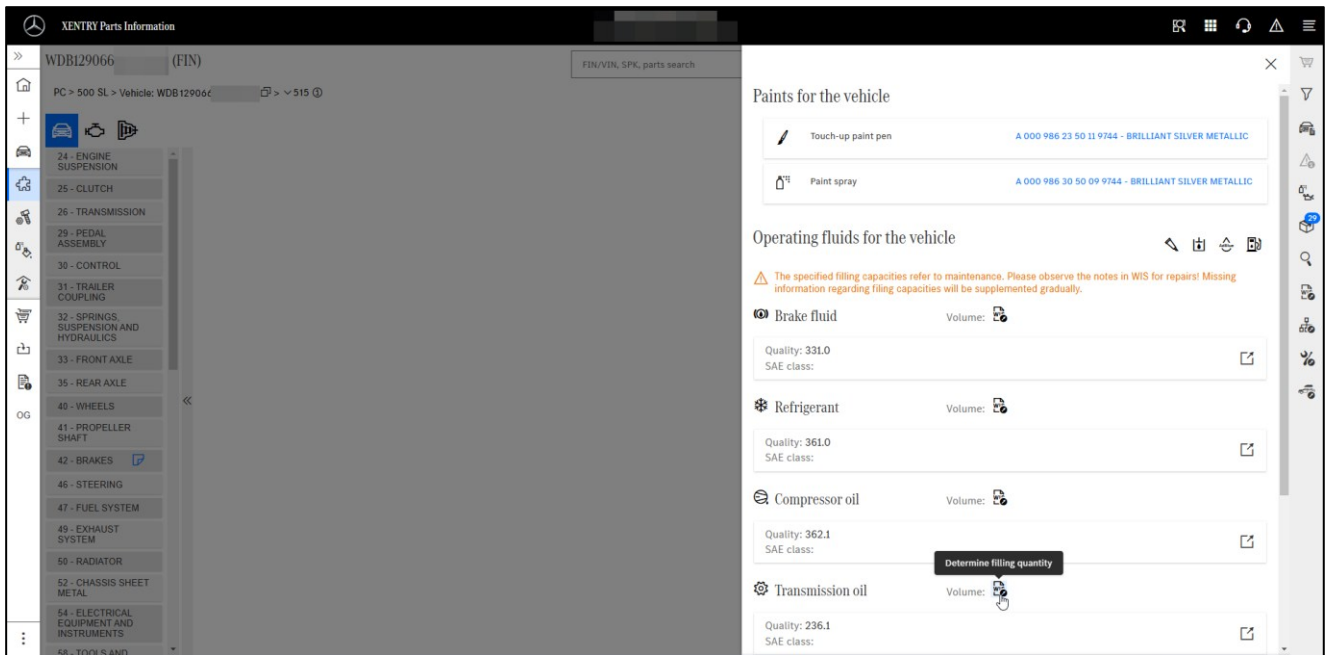 XENTRY Parts Information
WDB129066 (FIN)
FIN/VIN, SPK, parts search
PC > 500 SL > Vehicle: WDB129066 > 515
24 - ENGINE
SUSPENSION
25 - CLUTCH
26 - TRANSMISSION
29 - PEDAL
ASSEMBLY
30 - CONTROL
31 - TRAILER
COUPLING
32 - SPRINGS,
SUSPENSION AND
HYDRAULICS
33 - FRONT AXLE
35 - REAR AXLE
40 - WHEELS
41 - PROPELLER
SHAFT
42 - BRAKES
46 - STEERING
47 - FUEL SYSTEM
49 - EXHAUST
SYSTEM
50 - RADIATOR
52 - CHASSIS SHEET
METAL
54 - ELECTRICAL
EQUIPMENT AND
INSTRUMENTS
58 - TOOLS AND
OG
Paints for the vehicle
Touch-up paint pen A 000 986 23 50 11 9744 - BRILLIANT SILVER METALLIC
Paint spray A 000 986 30 50 09 9744 - BRILLIANT SILVER METALLIC
Operating fluids for the vehicle
The specified filling capacities refer to maintenance. Please observe the notes in WIS for repairs! Missing
information regarding filing capacities will be supplemented gradually.
Brake fluid Volume:
Quality: 331.0
SAE class:
Refrigerant Volume:
Quality: 361.0
SAE class:
Compressor oil Volume:
Quality: 362.1
SAE class:
Determine filling quantity
Transmission oil Volume:
Quality: 236.1
SAE class:
29